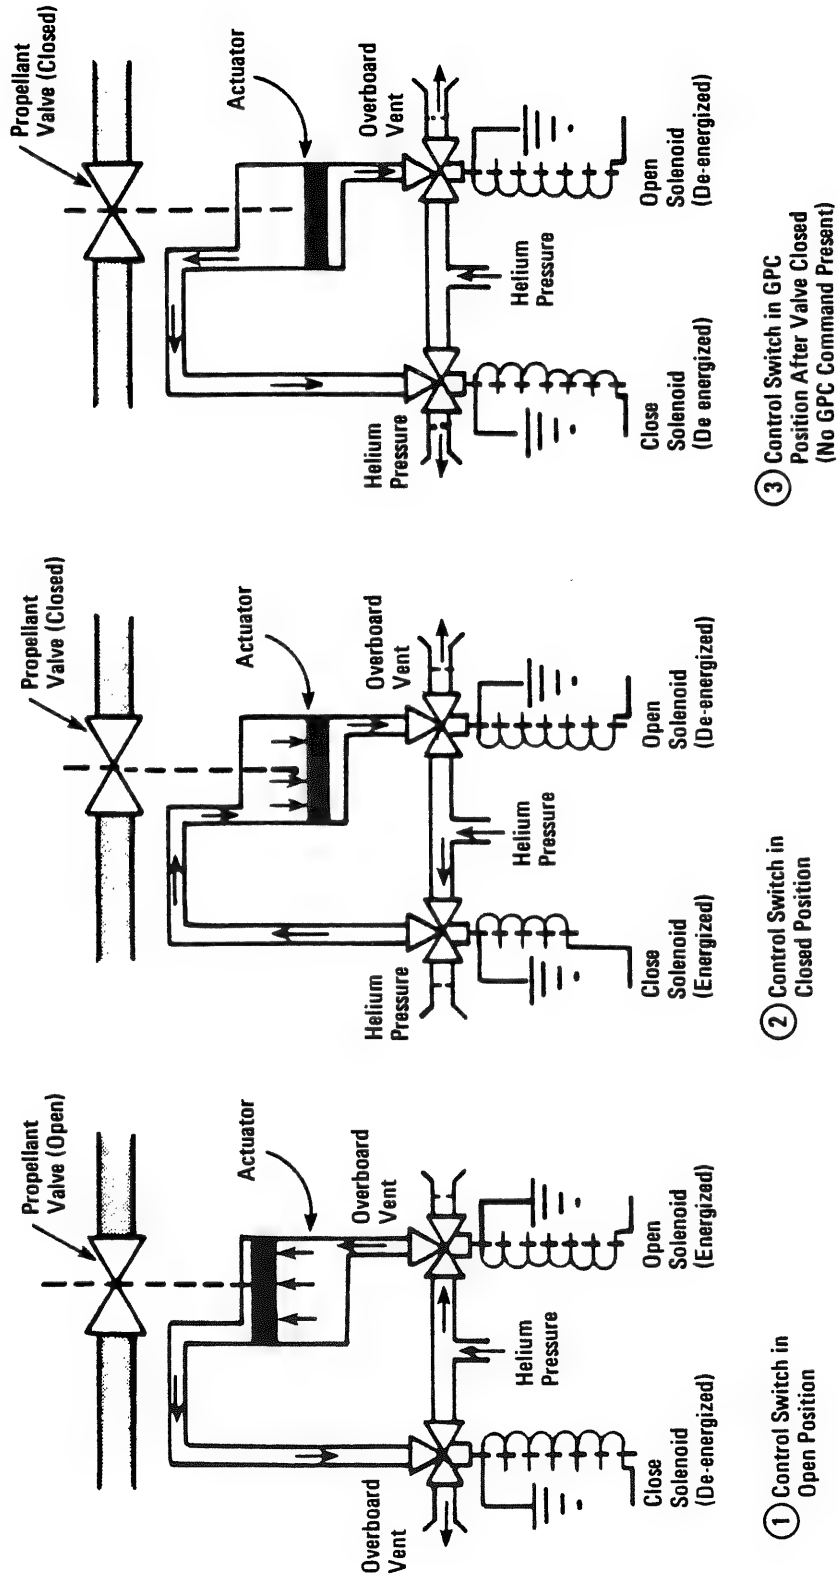 Propellant
Valve (Open)
Actuator
Overboard
Vent
Overboard
Vent
Helium
Pressure
Close
Solenoid
(De-energized)
Open
Solenoid
(Energized)
1 Control Switch in
Open Position
Propellant
Valve (Closed)
Actuator
Helium
Pressure
Overboard
Vent
Helium
Pressure
Close
Solenoid
(Energized)
Open
Solenoid
(De-energized)
2 Control Switch in
Closed Position
Propellant
Valve (Closed)
Actuator
Helium
Pressure
Overboard
Vent
Helium
Pressure
Close
Solenoid
(De energized)
Open
Solenoid
(De-energized)
3 Control Switch in GPC
Position After Valve Closed
(No GPC Command Present)